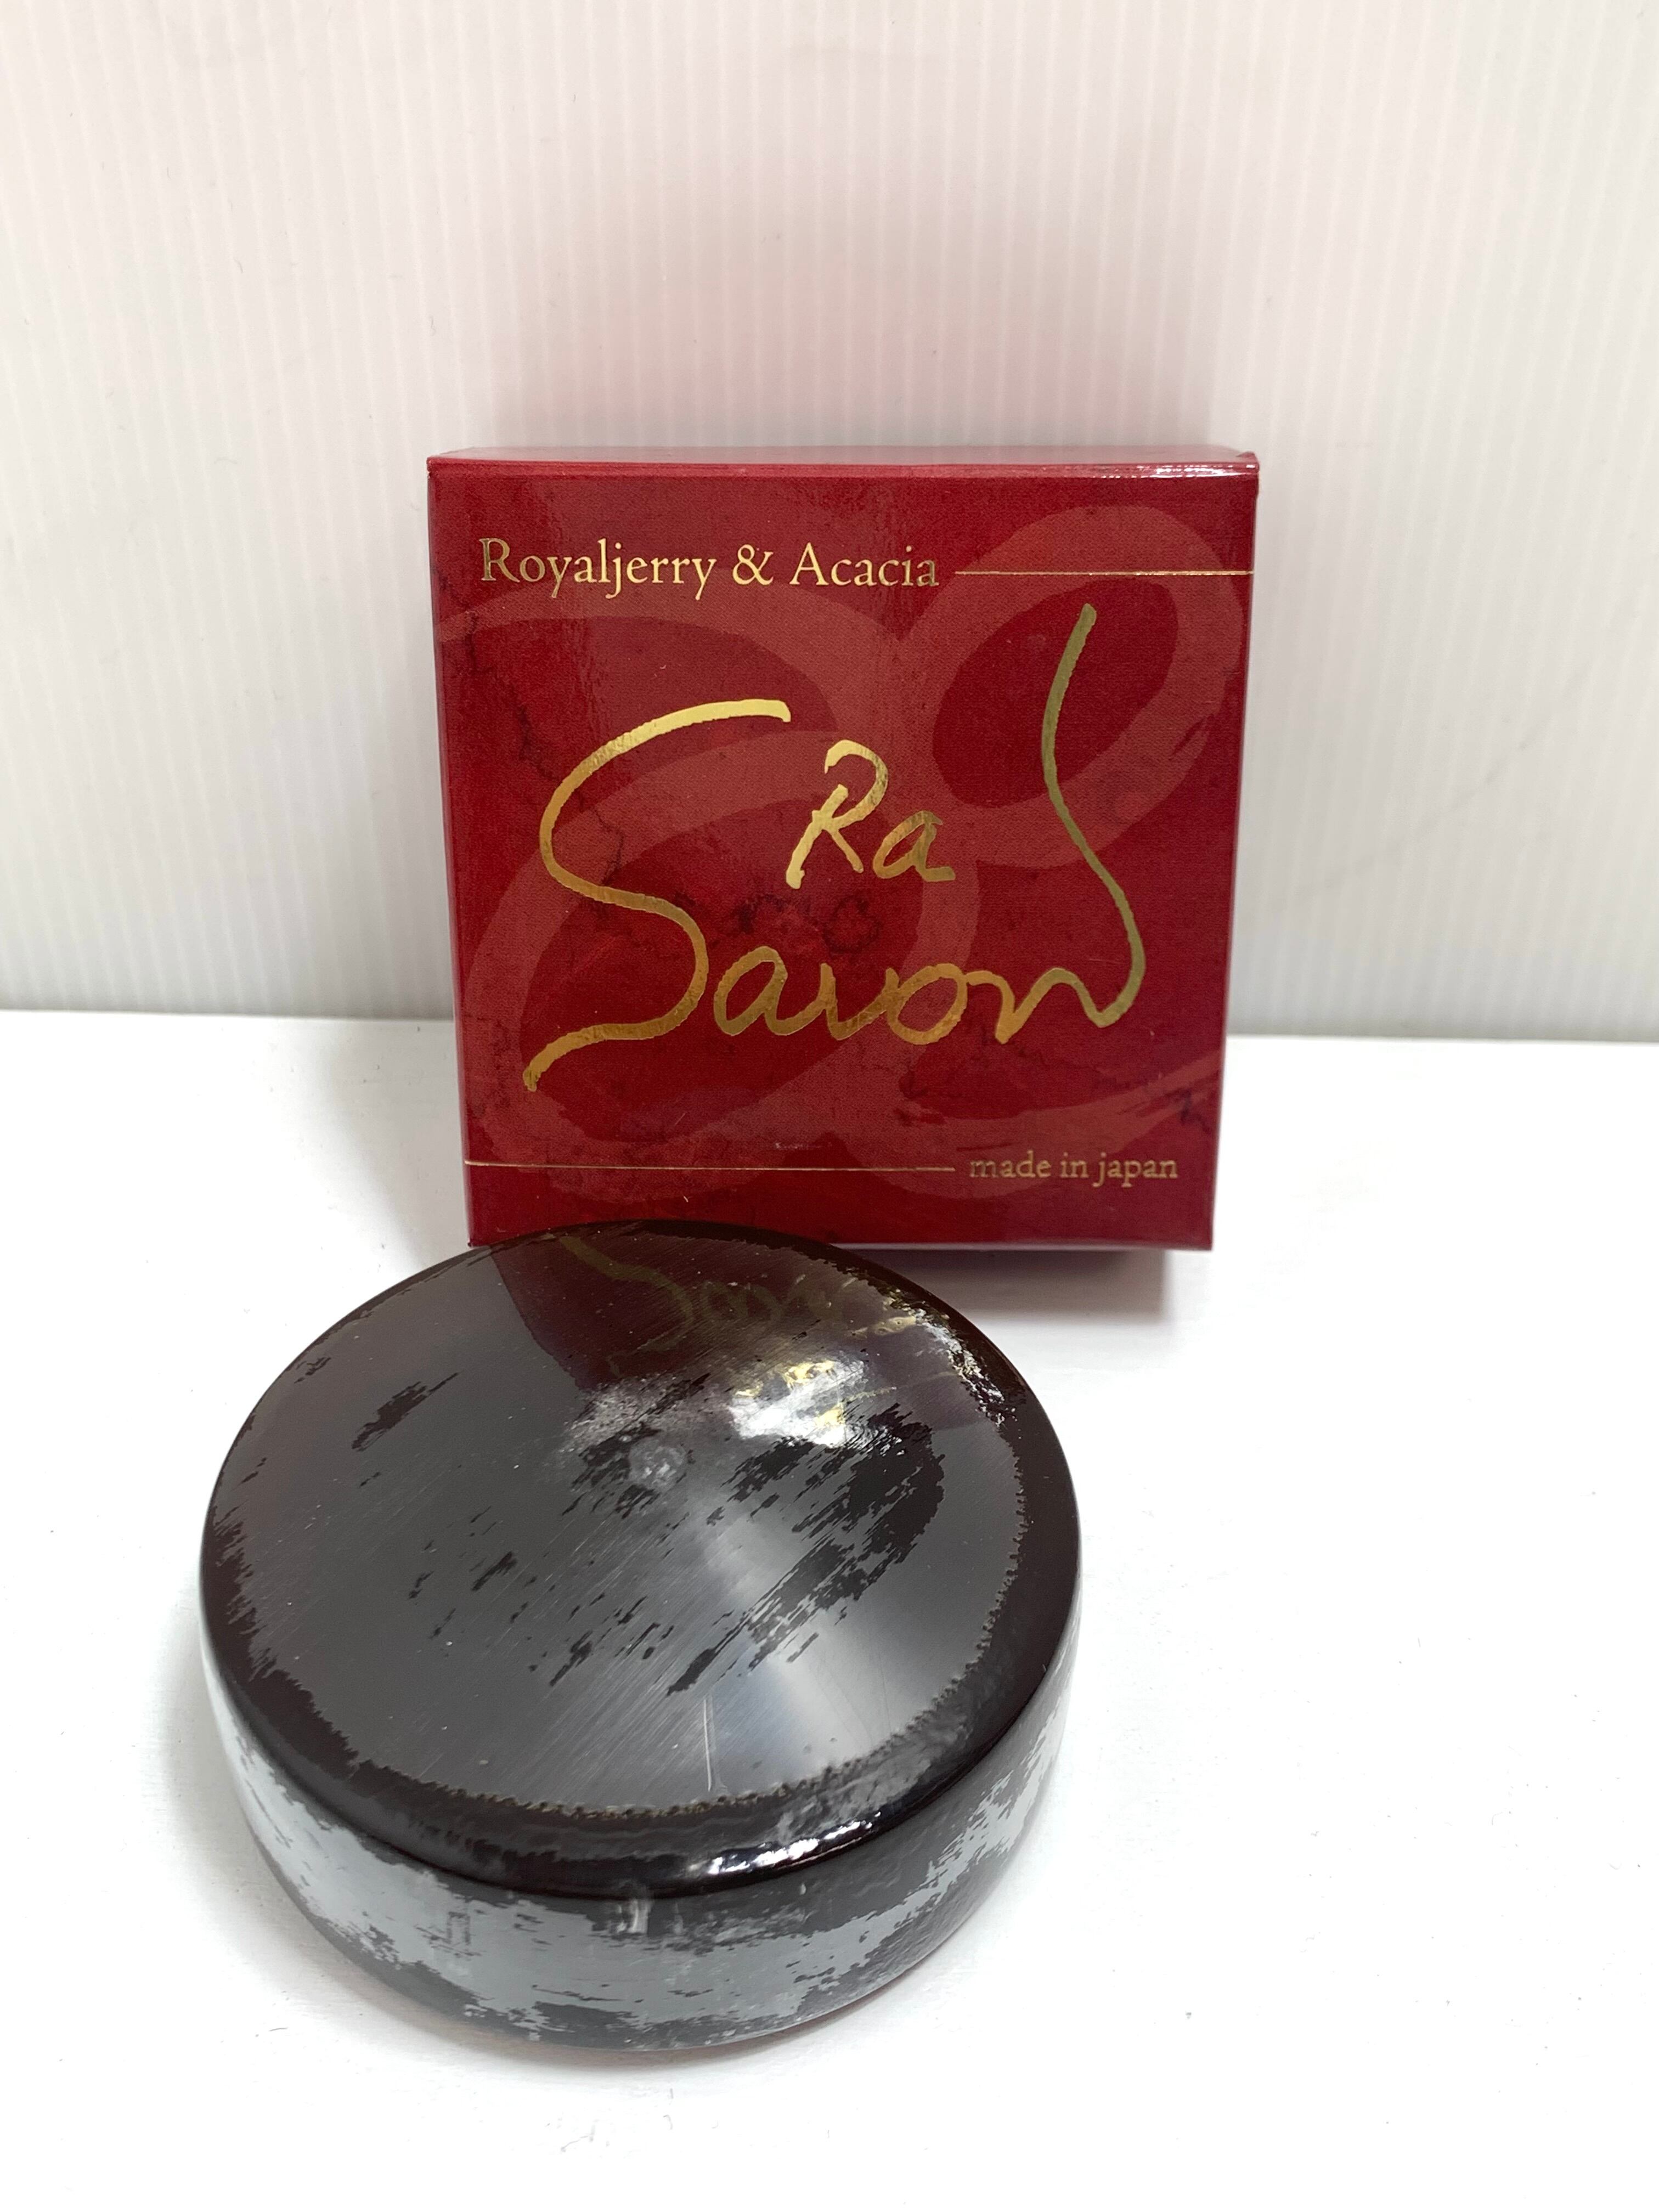 Royaljerry & Acacia
Ra
Savon
made in japan